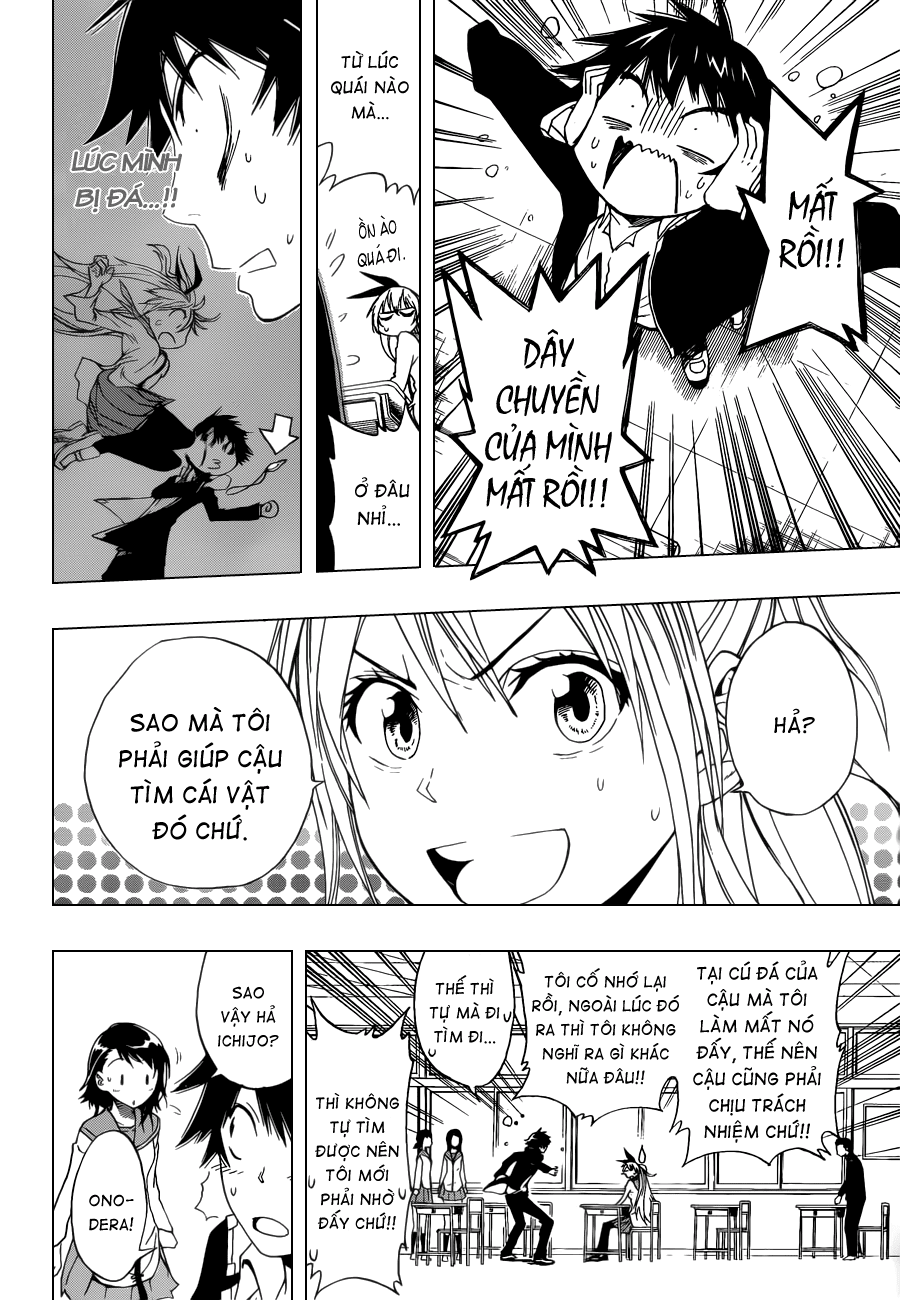 MẤT
RỒI!!
DÂY
CHUYỀN
CỦA MÌNH
MẤT RỒI!!
TỪ LÚC
QUÁI NÀO
MÀ...
ỒN ÀO
QUÁ ĐI.
Ở ĐÂU
NHỈ...
LÚC MÌNH
BỊ ĐÁ...!!
HẢ?
SAO MÀ TÔI
PHẢI GIÚP CẬU
TÌM CÁI VẬT
ĐÓ CHỨ.
TẠI CÚ ĐÁ CỦA
CẬU MÀ TÔI
LÀM MẤT NÓ
ĐẤY, THẾ NÊN
CẬU CŨNG PHẢI
CHỊU TRÁCH
NHIỆM CHỨ!!
TÔI CỐ NHỚ LẠI
RỒI, NGOÀI LÚC ĐÓ
RA THÌ TÔI KHÔNG
NGHĨ RA GÌ KHÁC
NỮA ĐÂU!!
THẾ THÌ
TỰ MÀ ĐI
TÌM ĐI...
THÌ KHÔNG
TỰ TÌM
ĐƯỢC NÊN
TÔI MỚI
PHẢI NHỜ
ĐẤY CHỨ!!
SAO
VẬY HẢ
ICHIJO?
ONO-
DERA!